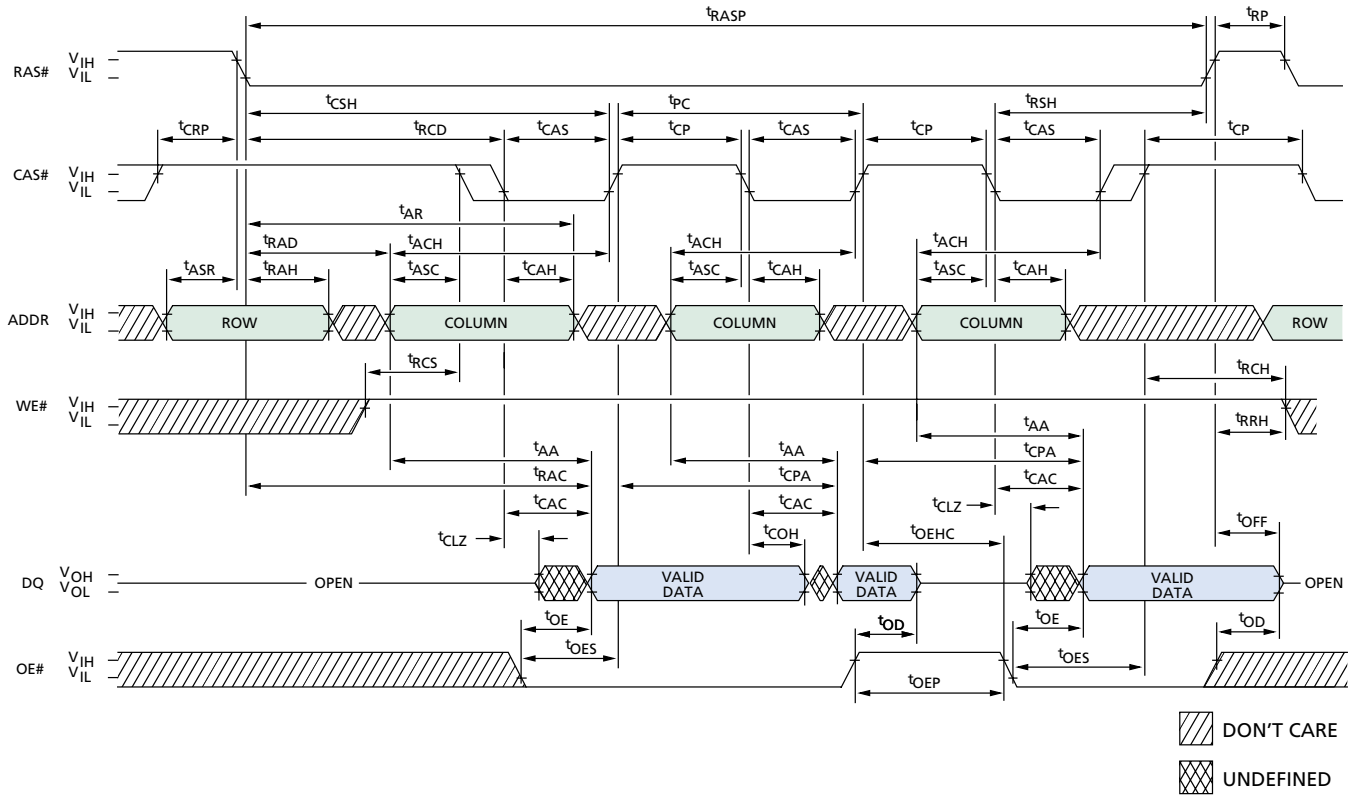 tRASP tRP
RAS# VIH
VIL
tCSH tPC tRSH
tCRP tRCD tCAS tCP tCAS tCP tCAS tCP
CAS# VIH
VIL
tAR
tRAD tACH tACH tACH
tASR tRAH tASC tCAH tASC tCAH tASC tCAH
ADDR VIH
VIL
ROW COLUMN COLUMN COLUMN ROW
tRCS tRCH
WE# VIH
VIL
tRRH
tAA tAA tAA
tRAC tCPA tCPA
tCAC tCAC tCAC
tCLZ tCOH tOEHC tCLZ tOFF
DQ VOH
VOL
OPEN VALID DATA VALID DATA VALID DATA OPEN
tOE tOD tOE tOD
tOES tOES
OE# VIH
VIL
tOEP
DON'T CARE
UNDEFINED